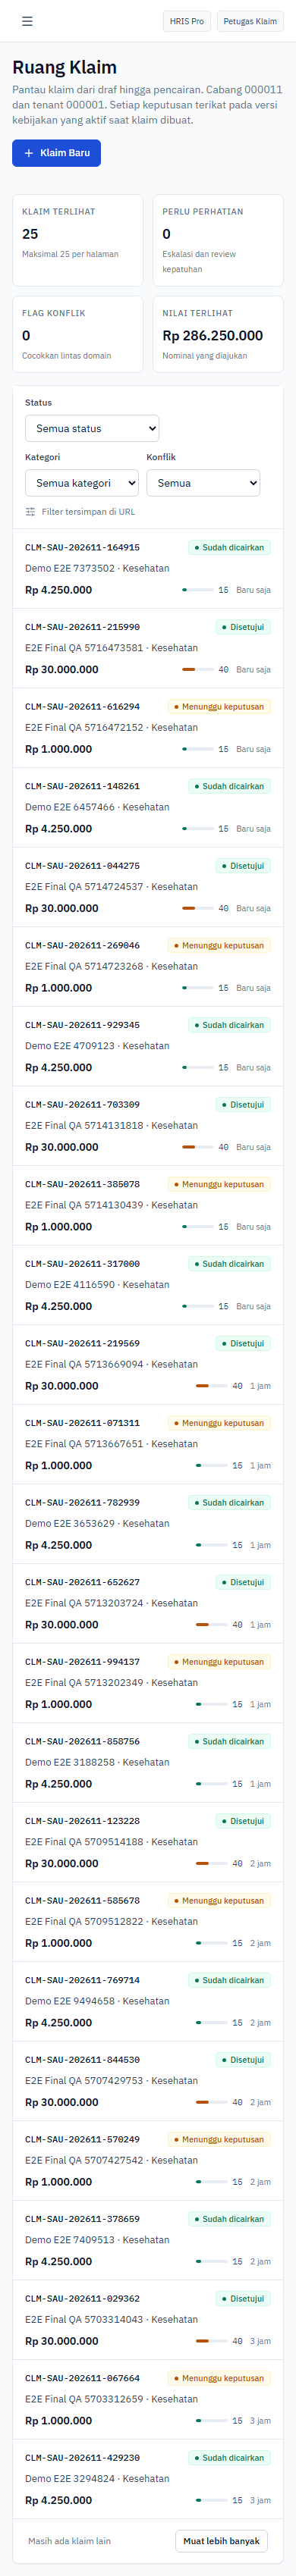 HRIS Pro
Petugas Klaim
Ruang Klaim
Pantau klaim dari draf hingga pencairan. Cabang 000011
dan tenant 000001. Setiap keputusan terikat pada versi
kebijakan yang aktif saat klaim dibuat.
+ Klaim Baru
KLAIM TERLIHAT
25
Maksimal 25 per halaman
PERLU PERHATIAN
0
Eskalasi dan review
kepatuhan
FLAG KONFLIK
0
Cocokkan lintas domain
NILAI TERLIHAT
Rp 286.250.000
Nominal yang diajukan
Status
Semua status
Kategori
Konflik
Semua kategori
Semua
Filter tersimpan di URL
CLM-SAU-202611-164915 Sudah dicairkan
Demo E2E 7373502 · Kesehatan
Rp 4.250.000 15 Baru saja
CLM-SAU-202611-215990 Disetujui
E2E Final QA 5716473581 · Kesehatan
Rp 30.000.000 40 Baru saja
CLM-SAU-202611-616294 Menunggu keputusan
E2E Final QA 5716472152 · Kesehatan
Rp 1.000.000 15 Baru saja
CLM-SAU-202611-148261 Sudah dicairkan
Demo E2E 6457466 · Kesehatan
Rp 4.250.000 15 Baru saja
CLM-SAU-202611-044275 Disetujui
E2E Final QA 5714724537 · Kesehatan
Rp 30.000.000 40 Baru saja
CLM-SAU-202611-269046 Menunggu keputusan
E2E Final QA 5714723268 · Kesehatan
Rp 1.000.000 15 Baru saja
CLM-SAU-202611-929345 Sudah dicairkan
Demo E2E 4709123 · Kesehatan
Rp 4.250.000 15 Baru saja
CLM-SAU-202611-703309 Disetujui
E2E Final QA 5714131818 · Kesehatan
Rp 30.000.000 40 Baru saja
CLM-SAU-202611-385078 Menunggu keputusan
E2E Final QA 5714130439 · Kesehatan
Rp 1.000.000 15 Baru saja
CLM-SAU-202611-317000 Sudah dicairkan
Demo E2E 4116590 · Kesehatan
Rp 4.250.000 15 Baru saja
CLM-SAU-202611-219569 Disetujui
E2E Final QA 5713669094 · Kesehatan
Rp 30.000.000 40 1 jam
CLM-SAU-202611-071311 Menunggu keputusan
E2E Final QA 5713667651 · Kesehatan
Rp 1.000.000 15 1 jam
CLM-SAU-202611-782939 Sudah dicairkan
Demo E2E 3653629 · Kesehatan
Rp 4.250.000 15 1 jam
CLM-SAU-202611-652627 Disetujui
E2E Final QA 5713203724 · Kesehatan
Rp 30.000.000 40 1 jam
CLM-SAU-202611-994137 Menunggu keputusan
E2E Final QA 5713202349 · Kesehatan
Rp 1.000.000 15 1 jam
CLM-SAU-202611-858756 Sudah dicairkan
Demo E2E 3188258 · Kesehatan
Rp 4.250.000 15 1 jam
CLM-SAU-202611-123228 Disetujui
E2E Final QA 5709514188 · Kesehatan
Rp 30.000.000 40 2 jam
CLM-SAU-202611-585678 Menunggu keputusan
E2E Final QA 5709512822 · Kesehatan
Rp 1.000.000 15 2 jam
CLM-SAU-202611-769714 Sudah dicairkan
Demo E2E 9494658 · Kesehatan
Rp 4.250.000 15 2 jam
CLM-SAU-202611-844530 Disetujui
E2E Final QA 5707429753 · Kesehatan
Rp 30.000.000 40 2 jam
CLM-SAU-202611-570249 Menunggu keputusan
E2E Final QA 5707427542 · Kesehatan
Rp 1.000.000 15 2 jam
CLM-SAU-202611-378659 Sudah dicairkan
Demo E2E 7409513 · Kesehatan
Rp 4.250.000 15 2 jam
CLM-SAU-202611-029362 Disetujui
E2E Final QA 5703314043 · Kesehatan
Rp 30.000.000 40 3 jam
CLM-SAU-202611-067664 Menunggu keputusan
E2E Final QA 5703312659 · Kesehatan
Rp 1.000.000 15 3 jam
CLM-SAU-202611-429230 Sudah dicairkan
Demo E2E 3294824 · Kesehatan
Rp 4.250.000 15 3 jam
Masih ada klaim lain
Muat lebih banyak